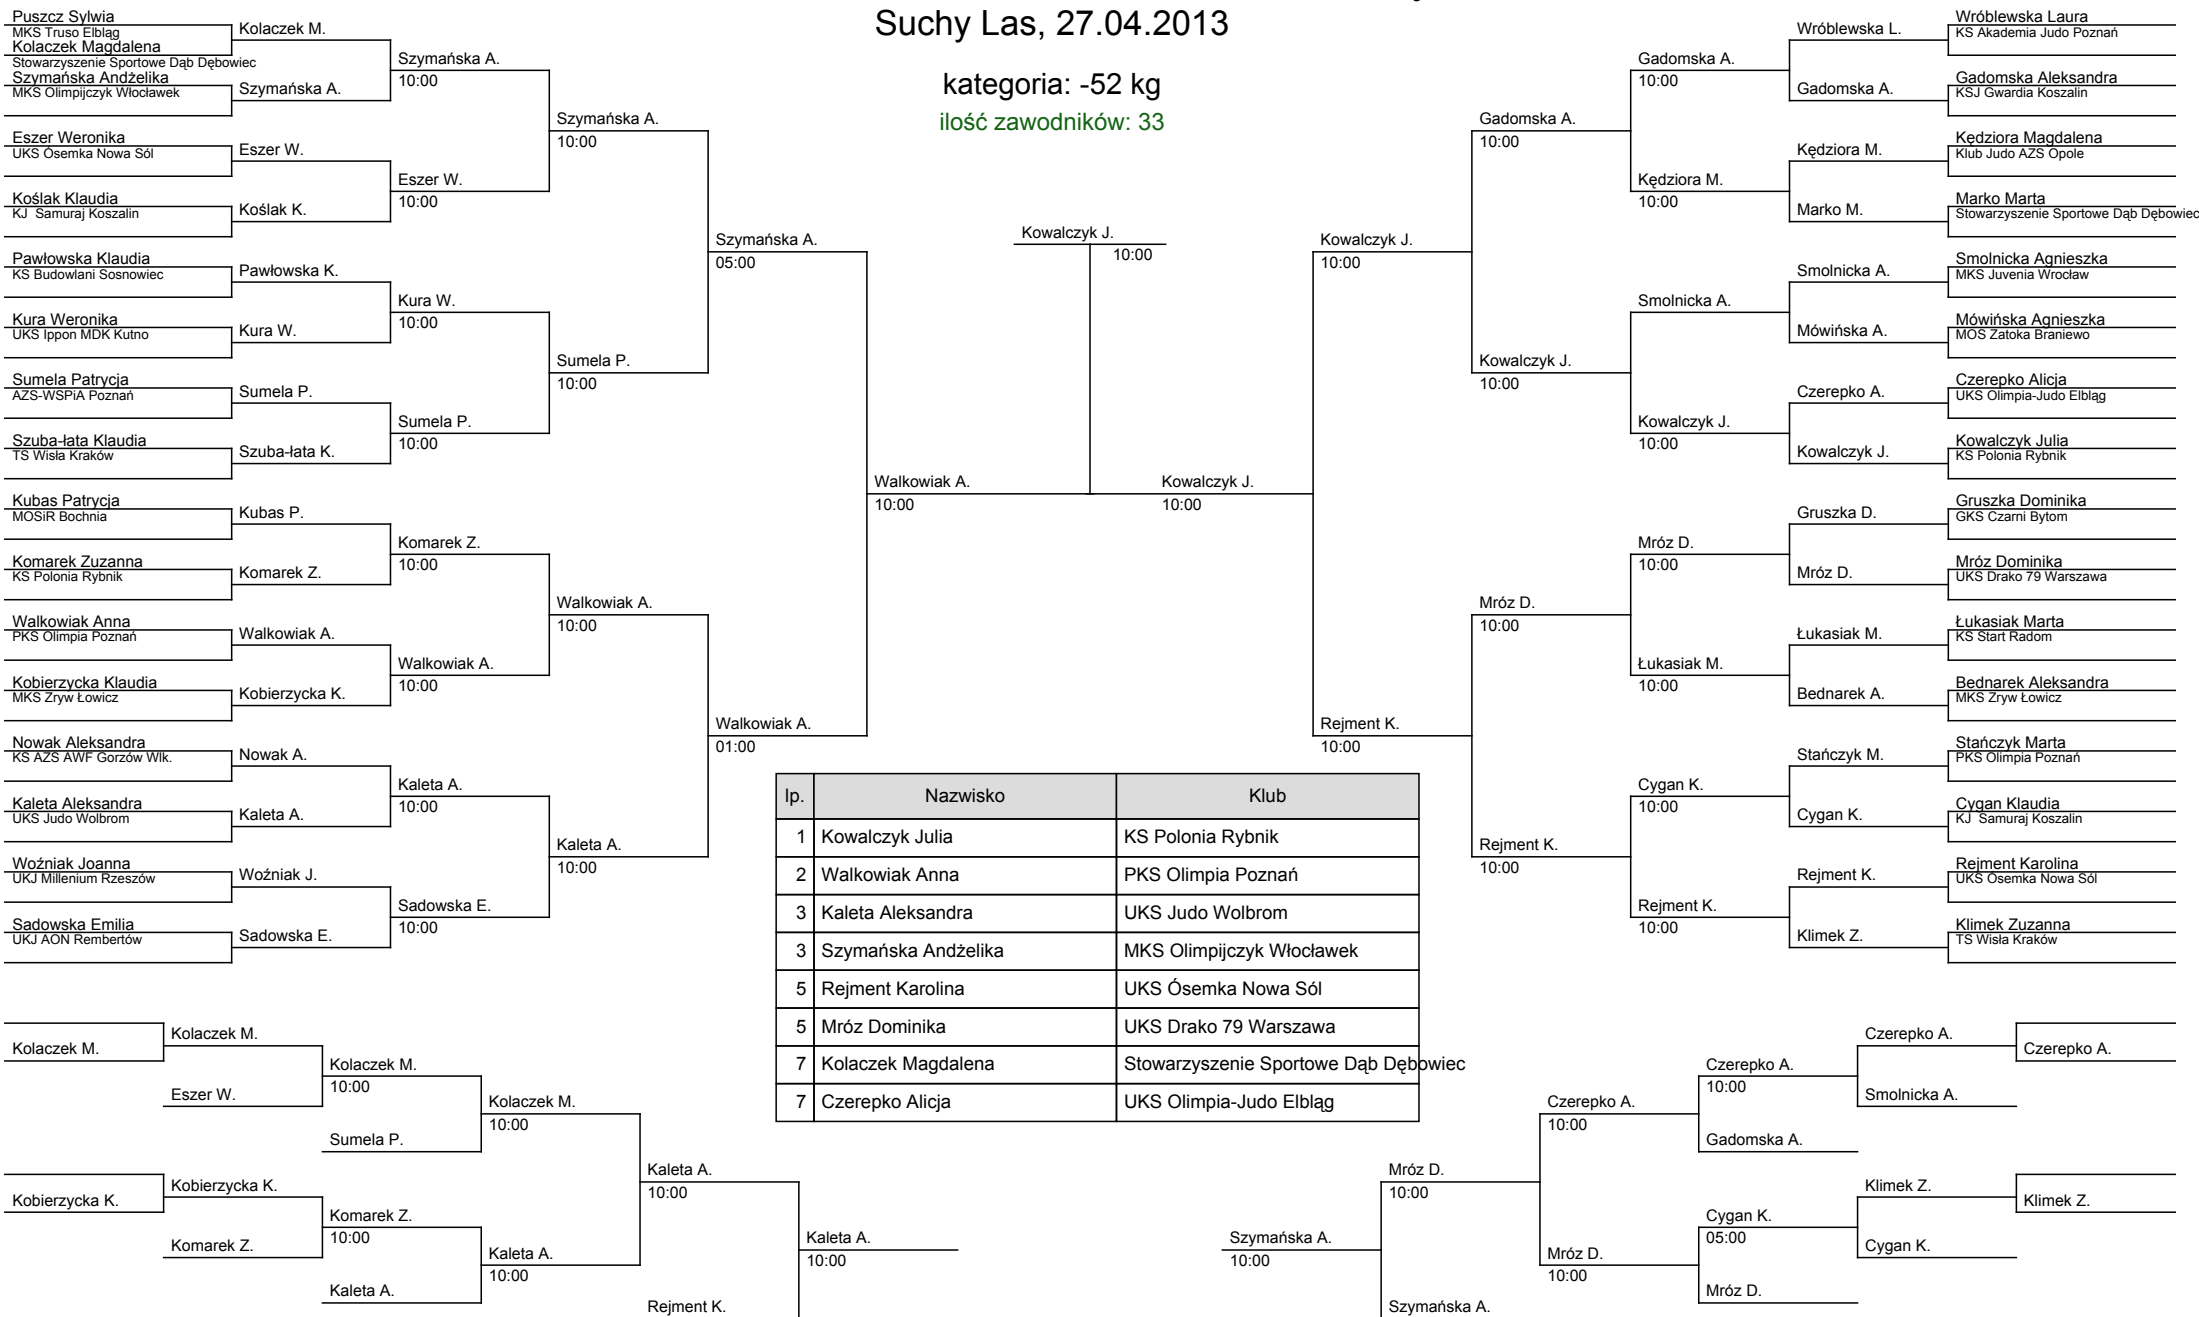 Suchy Las, 27.04.2013
kategoria: -52 kg
ilość zawodników: 33
Puszcz Sylwia
MKS Truso Elbląg
Kolaczek Magdalena
Stowarzyszenie Sportowe Dąb Dębowiec
Szymańska Andżelika
MKS Olimpijczyk Włocławek
Eszer Weronika
UKS Ósemka Nowa Sól
Koślak Klaudia
KJ Samuraj Koszalin
Pawłowska Klaudia
KS Budowlani Sosnowiec
Kura Weronika
UKS Ippon MDK Kutno
Sumela Patrycja
AZS-WSPiA Poznań
Szuba-łata Klaudia
TS Wisła Kraków
Kubas Patrycja
MOSiR Bochnia
Komarek Zuzanna
KS Polonia Rybnik
Walkowiak Anna
PKS Olimpia Poznań
Kobierzycka Klaudia
MKS Zryw Łowicz
Nowak Aleksandra
KS AZS AWF Gorzów Wlk.
Kaleta Aleksandra
UKS Judo Wolbrom
Woźniak Joanna
UKJ Millenium Rzeszów
Sadowska Emilia
UKJ AON Rembertów
Kolaczek M.
Szymańska A.
Eszer W.
Koślak K.
Pawłowska K.
Kura W.
Sumela P.
Szuba-łata K.
Kubas P.
Komarek Z.
Walkowiak A.
Kobierzycka K.
Nowak A.
Kaleta A.
Woźniak J.
Sadowska E.
Szymańska A.
10:00
Eszer W.
10:00
Kura W.
10:00
Sumela P.
10:00
Komarek Z.
10:00
Walkowiak A.
10:00
Kaleta A.
10:00
Sadowska E.
10:00
Szymańska A.
10:00
Sumela P.
10:00
Walkowiak A.
10:00
Kaleta A.
10:00
Szymańska A.
05:00
Walkowiak A.
01:00
Walkowiak A.
10:00
Kowalczyk J.
10:00
Kowalczyk J.
10:00
Kowalczyk J.
10:00
Rejment K.
10:00
Gadomska A.
10:00
Kowalczyk J.
10:00
Mróz D.
10:00
Rejment K.
10:00
Gadomska A.
10:00
Kędziora M.
10:00
Smolnicka A.
Kowalczyk J.
10:00
Mróz D.
10:00
Łukasiak M.
10:00
Cygan K.
10:00
Rejment K.
10:00
Wróblewska L.
Gadomska A.
Kędziora M.
Marko M.
Smolnicka A.
Mówińska A.
Czerepko A.
Kowalczyk J.
Gruszka D.
Mróz D.
Łukasiak M.
Bednarek A.
Stańczyk M.
Cygan K.
Rejment K.
Klimek Z.
Wróblewska Laura
KS Akademia Judo Poznań
Gadomska Aleksandra
KSJ Gwardia Koszalin
Kędziora Magdalena
Klub Judo AZS Opole
Marko Marta
Stowarzyszenie Sportowe Dąb Dębowiec
Smolnicka Agnieszka
MKS Juvenia Wrocław
Mówińska Agnieszka
MOS Zatoka Braniewo
Czerepko Alicja
UKS Olimpia-Judo Elbląg
Kowalczyk Julia
KS Polonia Rybnik
Gruszka Dominika
GKS Czarni Bytom
Mróz Dominika
UKS Drako 79 Warszawa
Łukasiak Marta
KS Start Radom
Bednarek Aleksandra
MKS Zryw Łowicz
Stańczyk Marta
PKS Olimpia Poznań
Cygan Klaudia
KJ Samuraj Koszalin
Rejment Karolina
UKS Ósemka Nowa Sól
Klimek Zuzanna
TS Wisła Kraków
lp. Nazwisko Klub
1 Kowalczyk Julia KS Polonia Rybnik
2 Walkowiak Anna PKS Olimpia Poznań
3 Kaleta Aleksandra UKS Judo Wolbrom
3 Szymańska Andżelika MKS Olimpijczyk Włocławek
5 Rejment Karolina UKS Ósemka Nowa Sól
5 Mróz Dominika UKS Drako 79 Warszawa
7 Kolaczek Magdalena Stowarzyszenie Sportowe Dąb Dębowiec
7 Czerepko Alicja UKS Olimpia-Judo Elbląg
Kolaczek M.
Kobierzycka K.
Kolaczek M.
Eszer W.
Kobierzycka K.
Komarek Z.
Kolaczek M.
10:00
Sumela P.
Komarek Z.
10:00
Kaleta A.
Kolaczek M.
10:00
Kaleta A.
10:00
Kaleta A.
10:00
Rejment K.
Kaleta A.
10:00
Szymańska A.
10:00
Mróz D.
10:00
Szymańska A.
Czerepko A.
10:00
Mróz D.
10:00
Czerepko A.
10:00
Gadomska A.
Cygan K.
05:00
Mróz D.
Czerepko A.
Smolnicka A.
Klimek Z.
Cygan K.
Czerepko A.
Klimek Z.